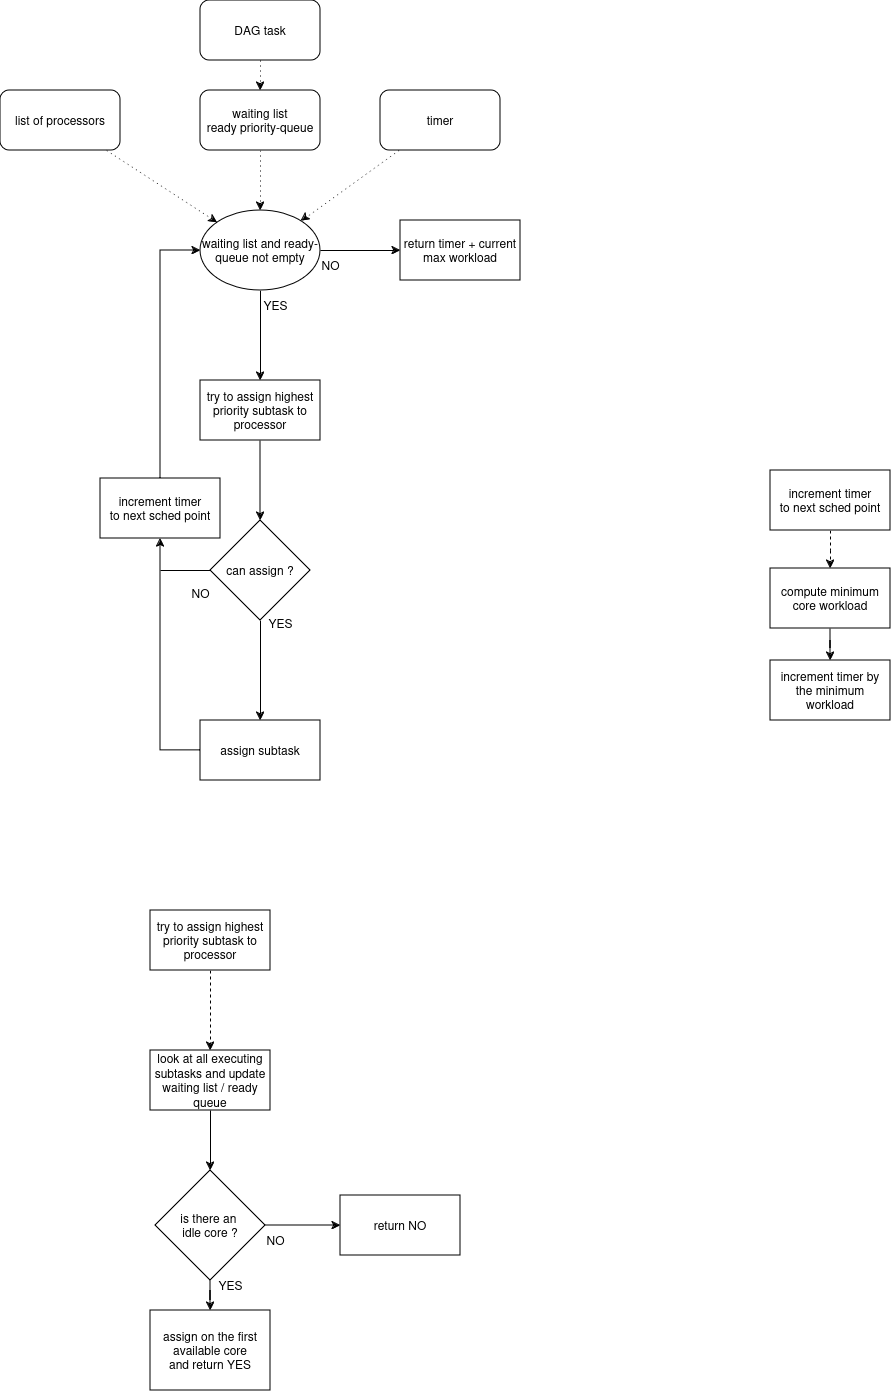 DAG task
list of processors
waiting list
ready priority-queue
timer
waiting list and ready-
queue not empty
NO
return timer + current
max workload
YES
try to assign highest
priority subtask to
processor
increment timer
to next sched point
can assign ?
NO
YES
assign subtask
increment timer
to next sched point
compute minimum
core workload
increment timer by
the minimum
workload
try to assign highest
priority subtask to
processor
look at all executing
subtasks and update
waiting list / ready
queue
is there an
idle core ?
NO
return NO
YES
assign on the first
available core
and return YES